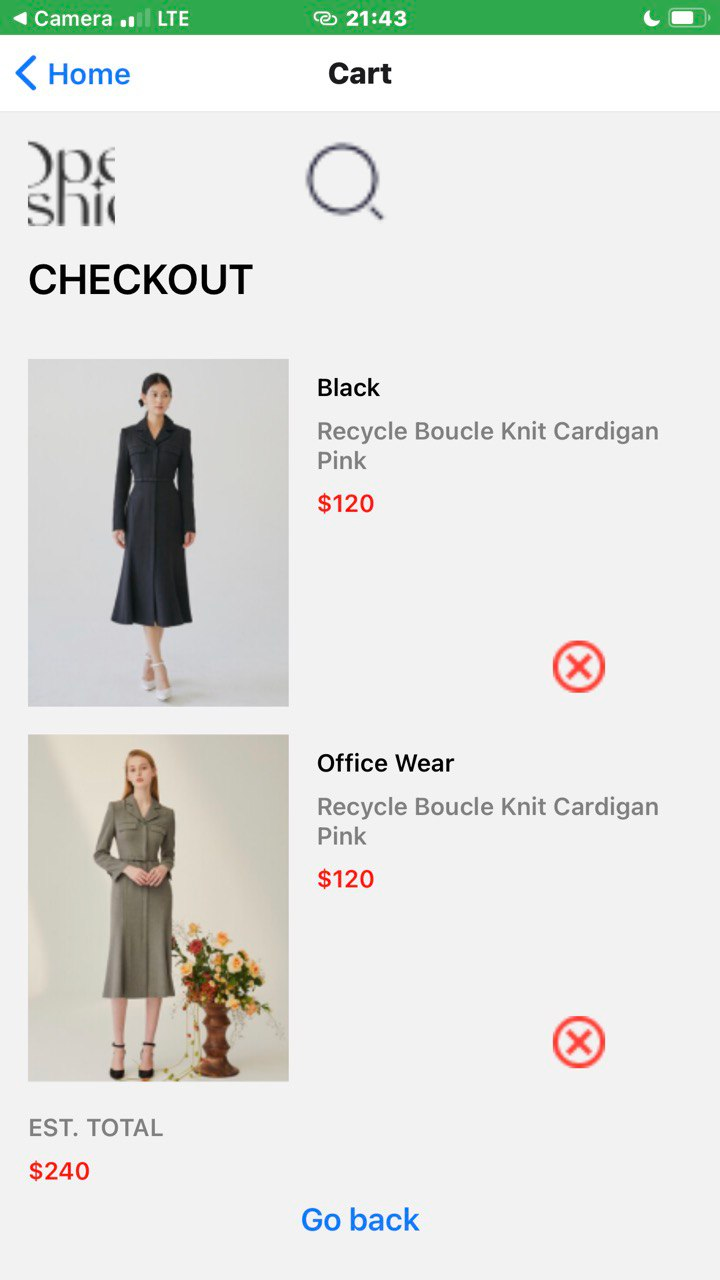 Camera LTE 21:43
Home Cart
Ope
shi
CHECKOUT
Black
Recycle Boucle Knit Cardigan
Pink
$120
Office Wear
Recycle Boucle Knit Cardigan
Pink
$120
EST. TOTAL
$240
Go back